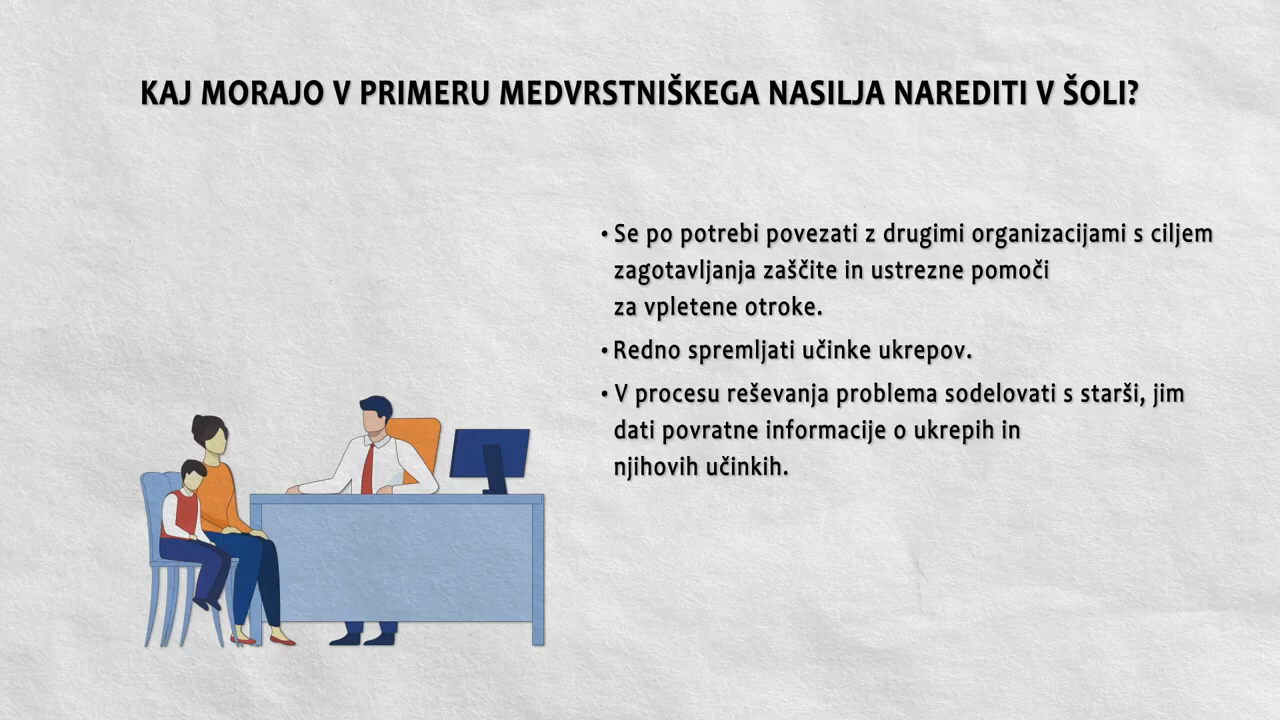 KAJ MORAJO V PRIMERU MEDVRSTNIŠKEGA NASILJA NAREDITI V ŠOLI?
• Se po potrebi povezati z drugimi organizacijami s ciljem
zagotavljanja zaščite in ustrezne pomoči
za vpletene otroke.
• Redno spremljati učinke ukrepov.
• V procesu reševanja problema sodelovati s starši, jim
dati povratne informacije o ukrepih in
njihovih učinkih.